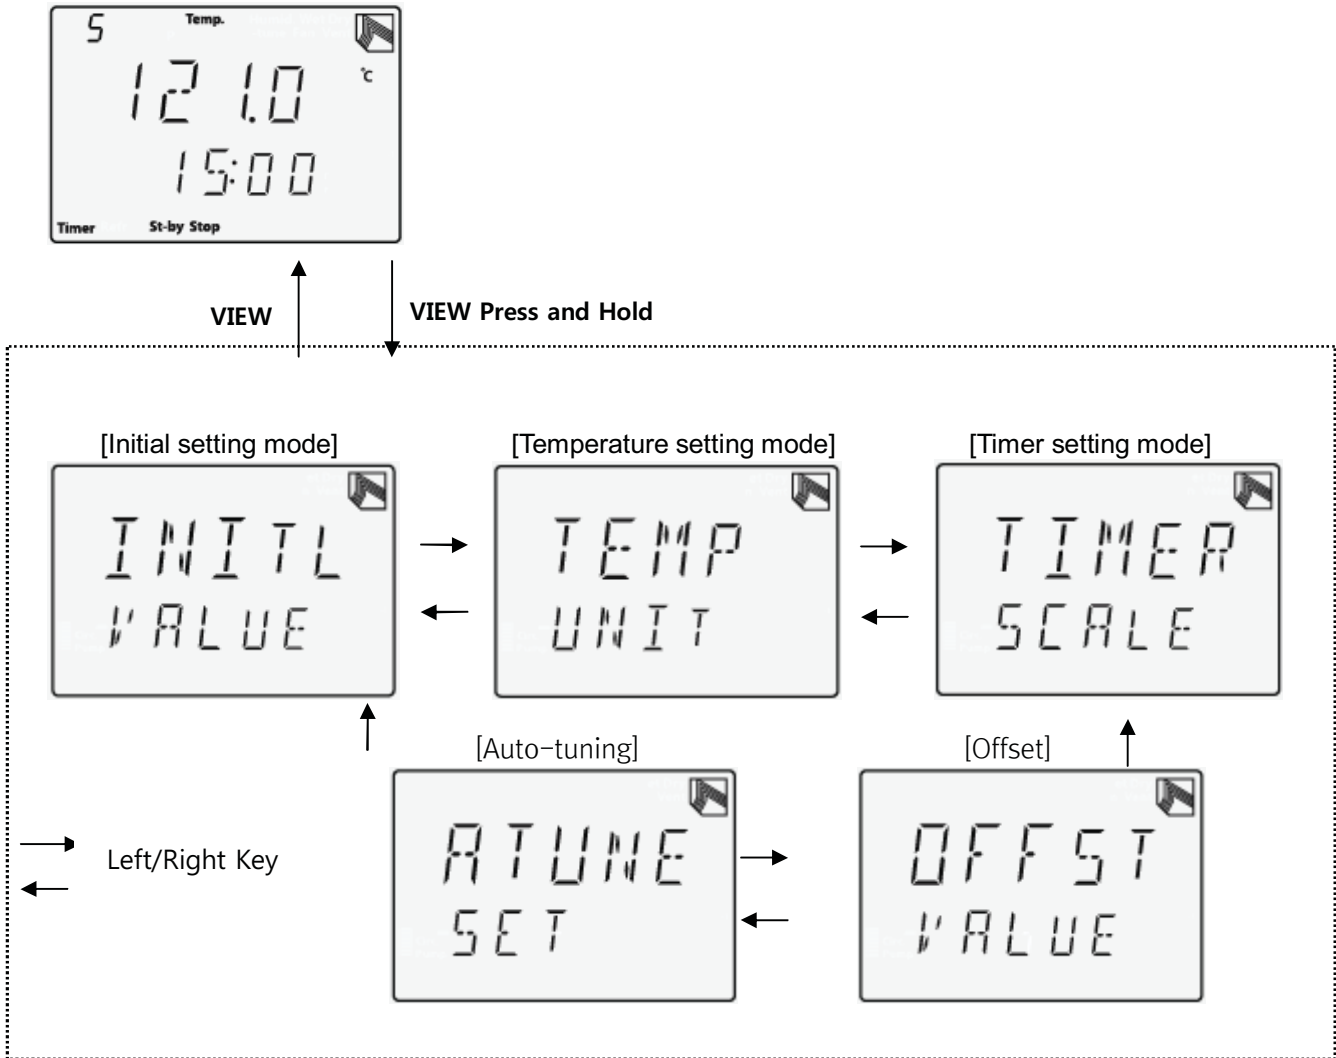 5 Temp.
121.0 °C
15:00
Timer St-by Stop
VIEW VIEW Press and Hold
[Initial setting mode] [Temperature setting mode] [Timer setting mode]
INITL TEMP TIMER
VALUE UNIT SCALE
[Auto-tuning] [Offset]
ATUNE OFFST
SET VALUE
Left/Right Key